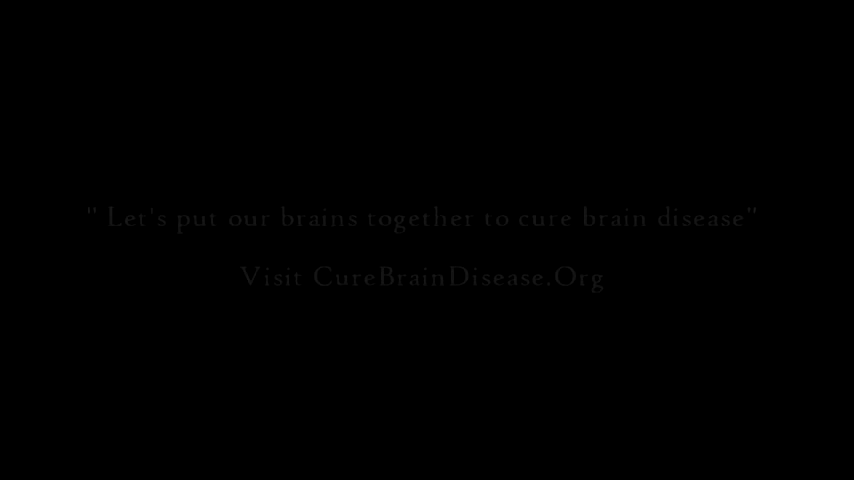 " Let's put our brains together to cure brain disease"
Visit CureBrainDisease.Org